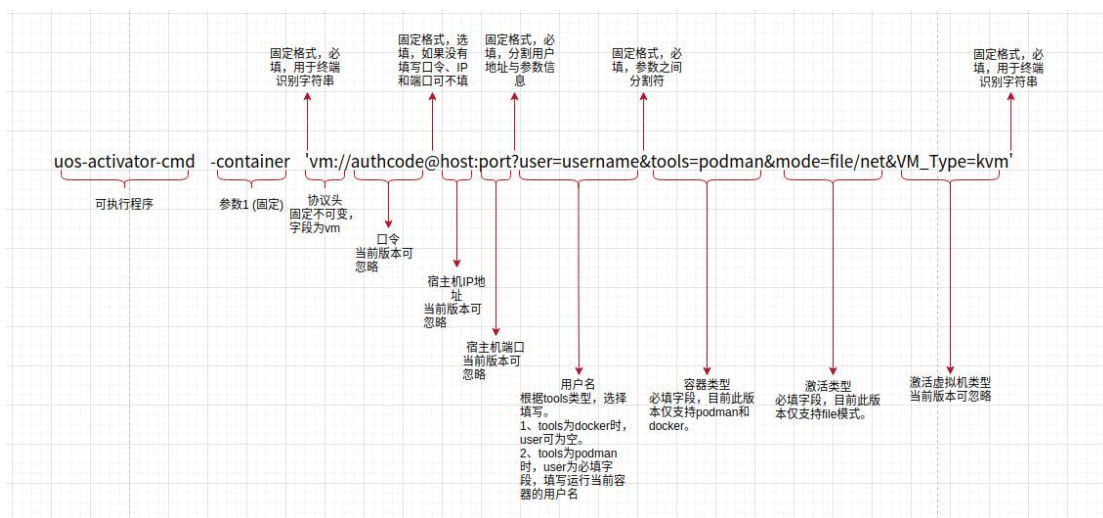 固定格式，必
填，用于终端
识别字符串
固定格式，选
填，如果没有
填写口令、IP
和端口可不填
固定格式，必
填，分割用户
地址与参数信
息
固定格式，必
填，参数之间
分割符
固定格式，必
填，用于终端
识别字符串
uos-activator-cmd -container 'vm://authcode@host:port?user=username&tools=podman&mode=file/net&VM_Type=kvm'
可执行程序
参数1 (固定)
协议头
固定不可变，
字段为vm
口令
当前版本可
忽略
宿主机IP地
址
当前版本可
忽略
宿主机端口
当前版本可
忽略
用户名
根据tools类型，选择
填写。
1、tools为docker时，
user可为空。
2、tools为podman
时，user为必填字
段，填写运行当前容
器的用户名
容器类型
必填字段，目前此版
本仅支持podman和
docker。
激活类型
必填字段，目前此版
本仅支持file模式。
激活虚拟机类型
当前版本可忽略